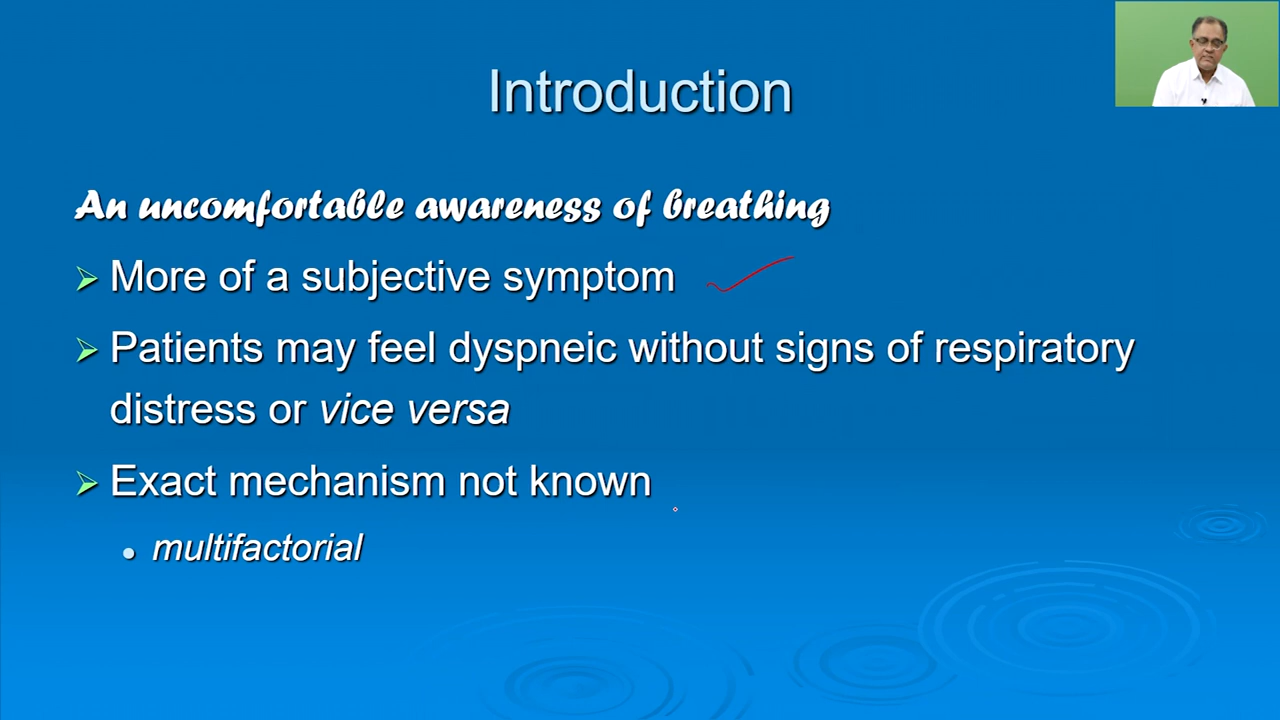 Introduction
An uncomfortable awareness of breathing
More of a subjective symptom
Patients may feel dyspneic without signs of respiratory
distress or vice versa
Exact mechanism not known
multifactorial